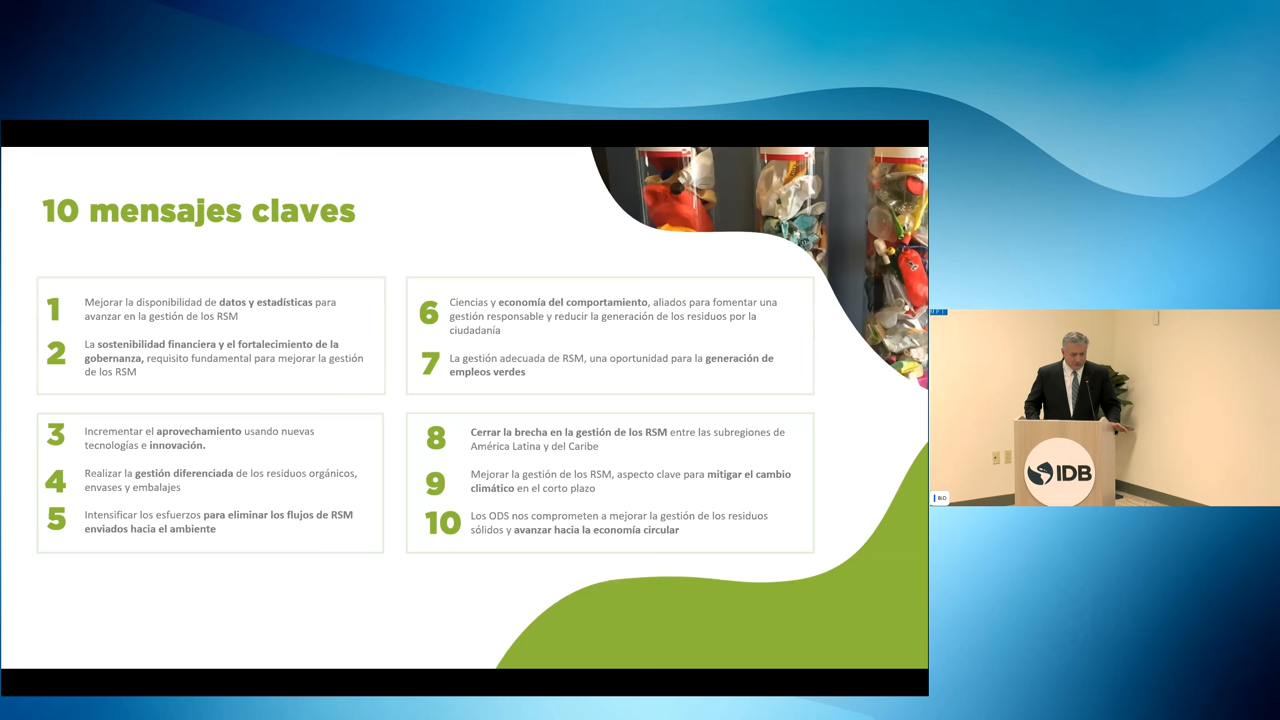 10 mensajes claves
1
Mejorar la disponibilidad de datos y estadísticas para
avanzar en la gestión de los RSM
2
La sostenibilidad financiera y el fortalecimiento de la
gobernanza, requisito fundamental para mejorar la gestión
de los RSM
3
Incrementar el aprovechamiento usando nuevas
tecnologías e innovación.
4
Realizar la gestión diferenciada de los residuos orgánicos,
envases y embalajes
5
Intensificar los esfuerzos para eliminar los flujos de RSM
enviados hacia el ambiente
6
Ciencias y economía del comportamiento, aliados para fomentar una
gestión responsable y reducir la generación de los residuos por la
ciudadanía
7
La gestión adecuada de RSM, una oportunidad para la generación de
empleos verdes
8
Cerrar la brecha en la gestión de los RSM entre las subregiones de
América Latina y del Caribe
9
Mejorar la gestión de los RSM, aspecto clave para mitigar el cambio
climático en el corto plazo
10
Los ODS nos comprometen a mejorar la gestión de los residuos
sólidos y avanzar hacia la economía circular
IDB
BID